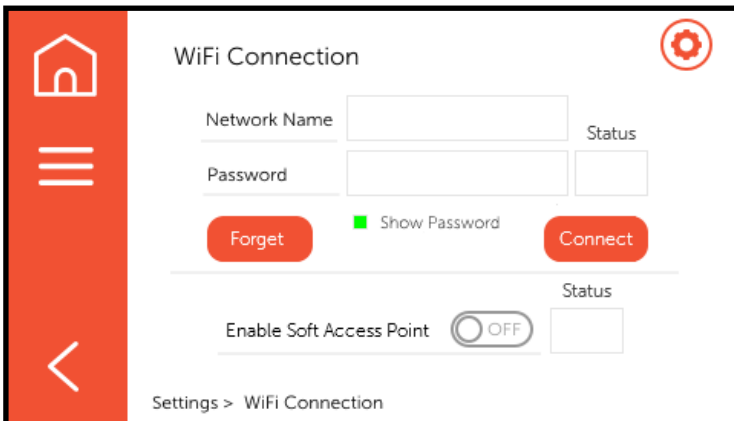 WiFi Connection
Network Name
Status
Password
Show Password
Forget
Connect
Status
Enable Soft Access Point
OFF
Settings > WiFi Connection